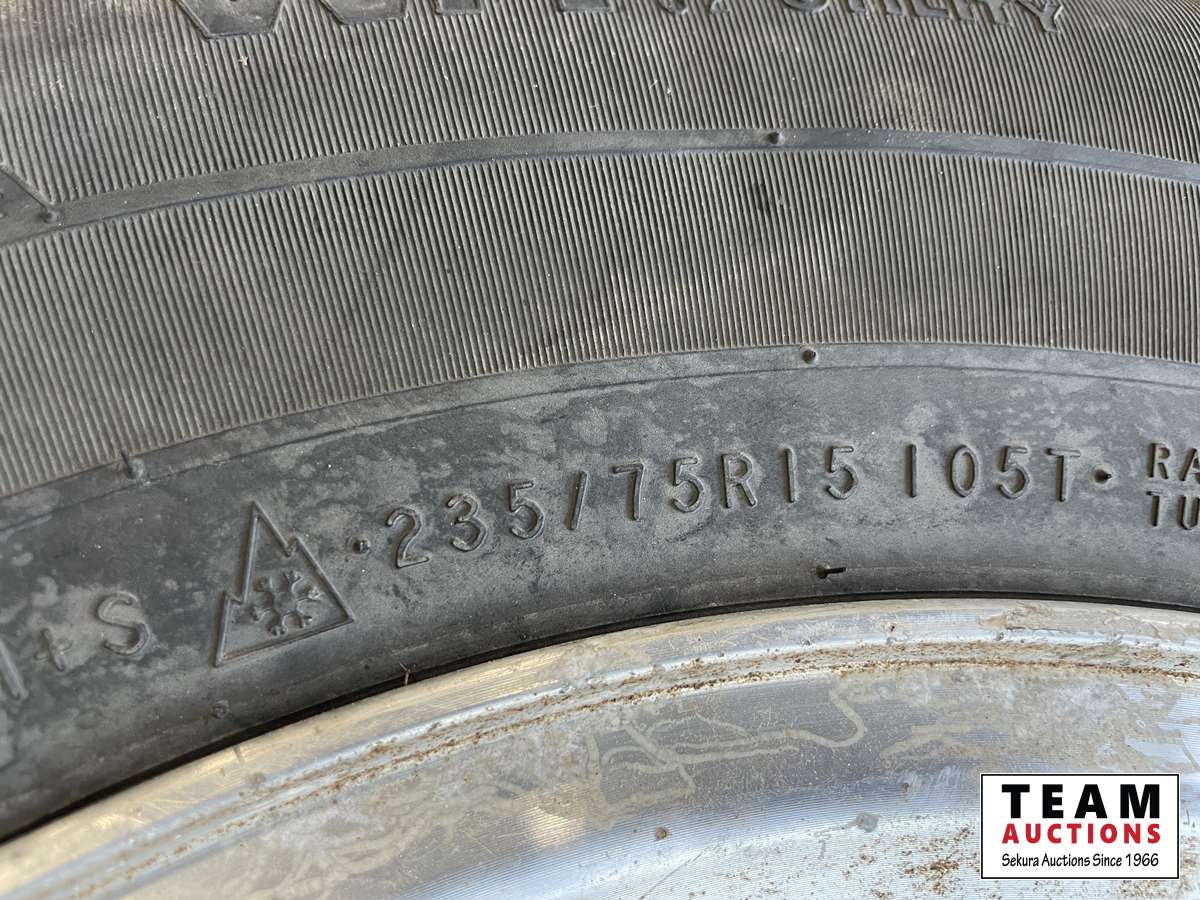 +S
235/75R15 105T
TEAM
AUCTIONS
Sekura Auctions Since 1966